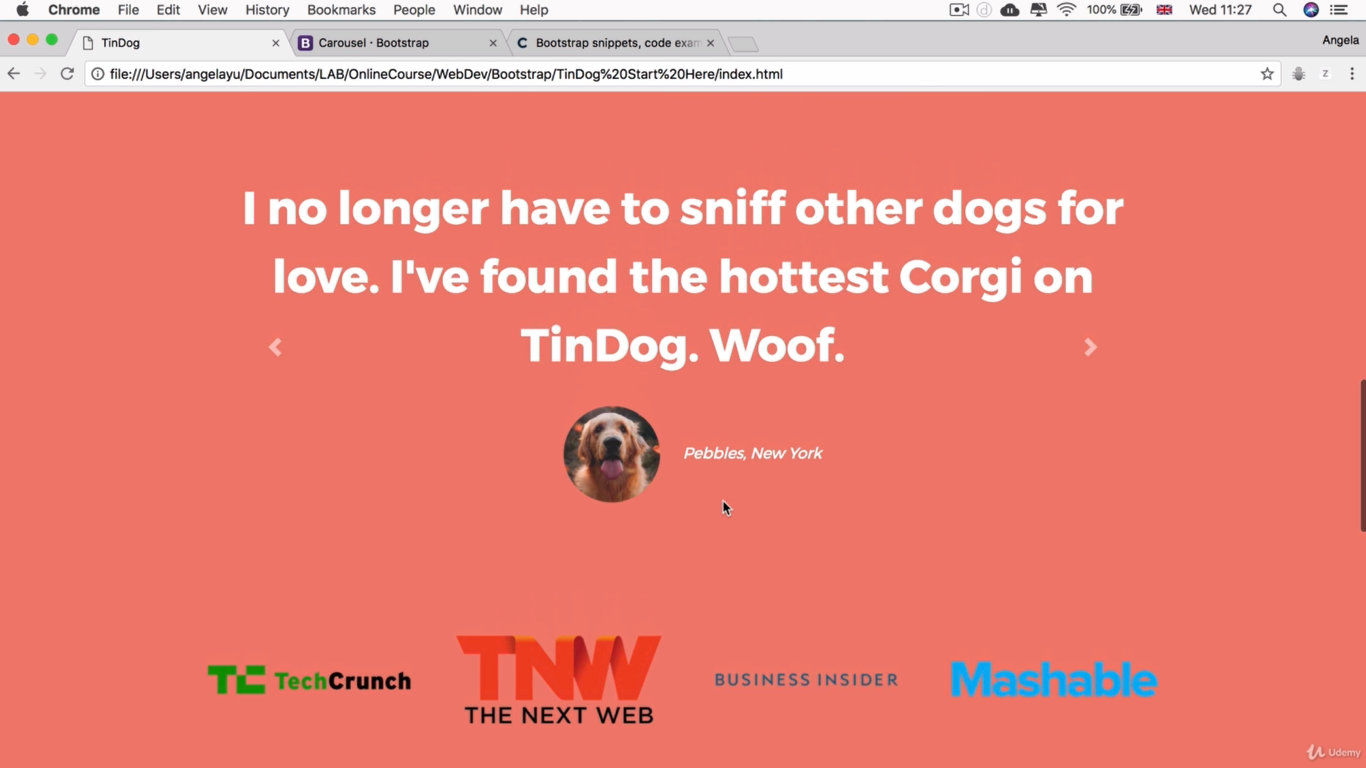 Chrome File Edit View History Bookmarks People Window Help 100% Wed 11:27
TinDog Carousel · Bootstrap Bootstrap snippets, code exam Angela
file:///Users/angelayu/Documents/LAB/OnlineCourse/WebDev/Bootstrap/TinDog%20Start%20Here/index.html
I no longer have to sniff other dogs for
love. I've found the hottest Corgi on
TinDog. Woof.
Pebbles, New York
TC TechCrunch
TNW
THE NEXT WEB
BUSINESS INSIDER
Mashable
Udemy